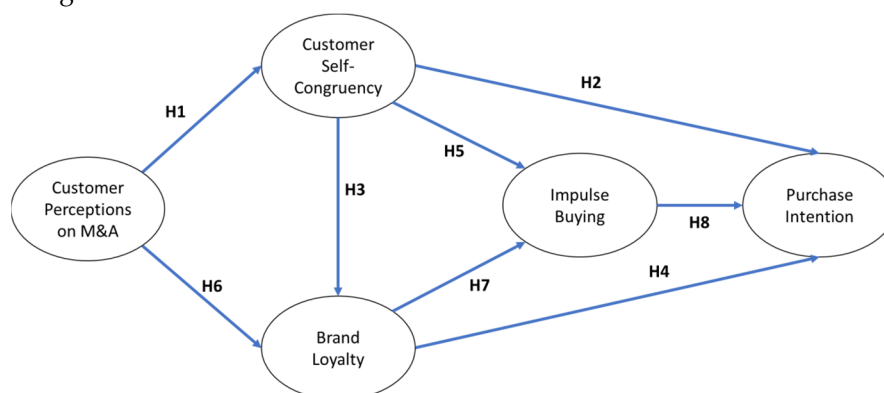 Customer
Self-
Congruency
H2
H1
H5
H3
Customer
Perceptions
on M&A
Impulse
Buying
Purchase
Intention
H8
H6
H7
H4
Brand
Loyalty